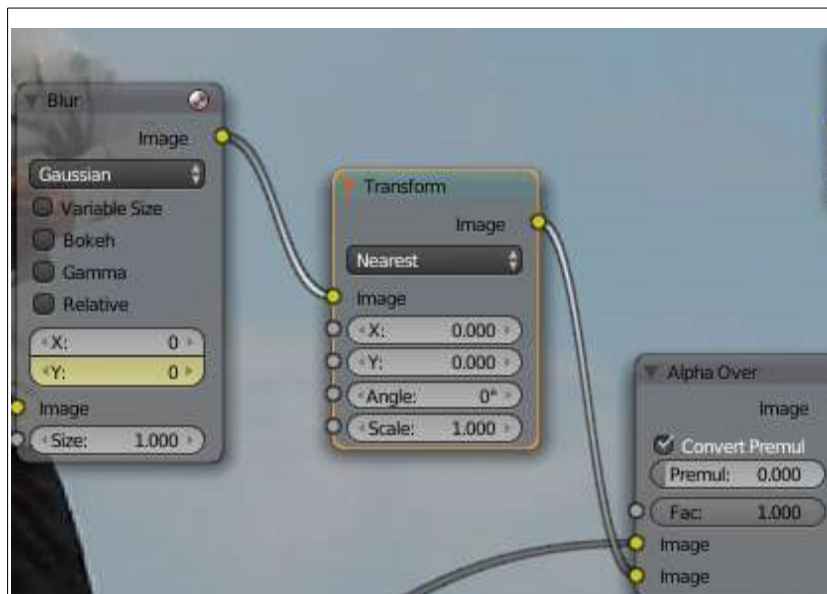 Blur
Image
Gaussian
Variable Size
Bokeh
Gamma
Relative
X: 0
Y: 0
Image
Size: 1.000
Transform
Image
Nearest
Image
X: 0.000
Y: 0.000
Angle: 0°
Scale: 1.000
Alpha Over
Image
Convert Premul
Premul: 0.000
Fac: 1.000
Image
Image